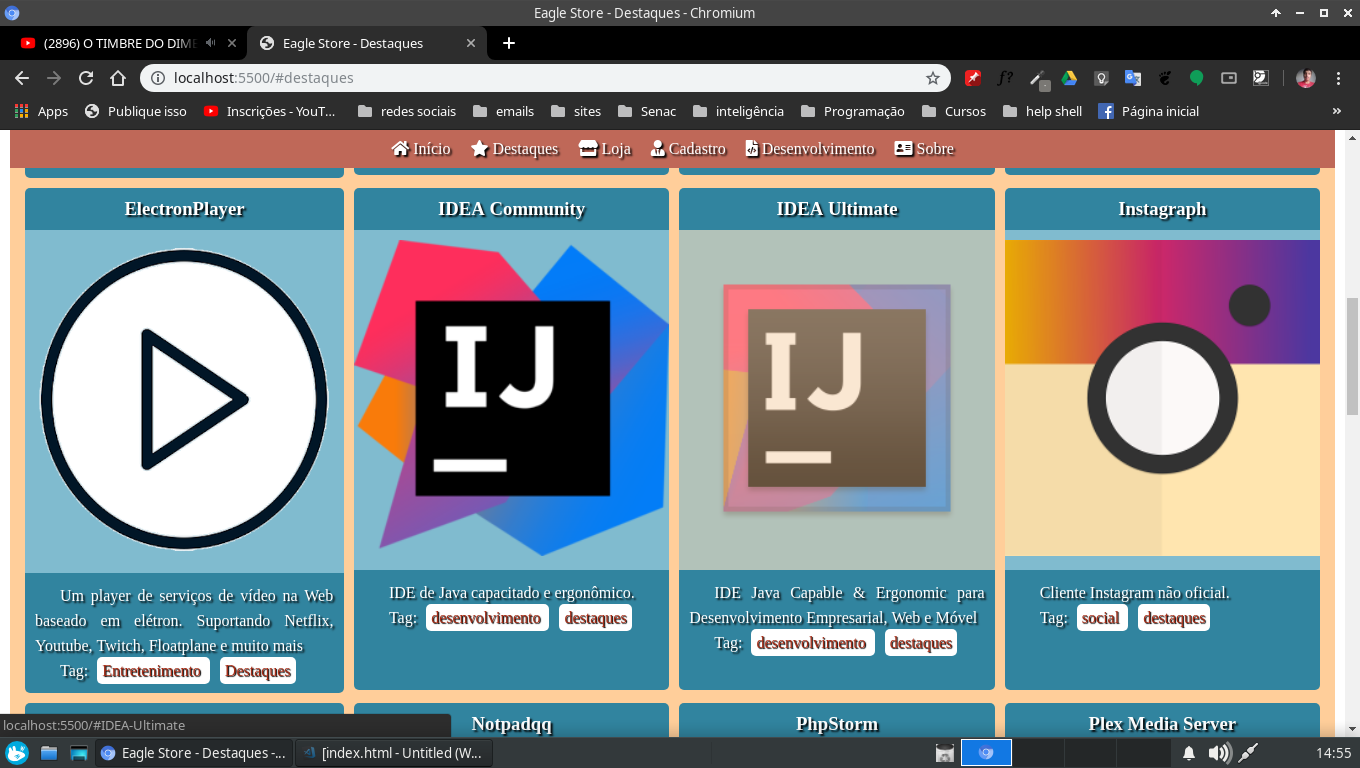 Eagle Store - Destaques - Chromium
(2896) O TIMBRE DO DIM
Eagle Store - Destaques
localhost:5500/#destaques
Apps
Publique isso
Inscrições - YouT...
redes sociais
emails
sites
Senac
inteligência
Programação
Cursos
help shell
Página inicial
»
Início Destaques Loja Cadastro Desenvolvimento Sobre
ElectronPlayer
IDEA Community
IDEA Ultimate
Instagraph
IJ
IJ
Um player de serviços de vídeo na Web
baseado em elétron. Suportando Netflix,
Youtube, Twitch, Floatplane e muito mais
Tag: Entretenimento Destaques
IDE de Java capacitado e ergonômico.
Tag: desenvolvimento destaques
IDE Java Capable & Ergonomic para
Desenvolvimento Empresarial, Web e Móvel
Tag: desenvolvimento destaques
Cliente Instagram não oficial.
Tag: social destaques
localhost:5500/#IDEA-Ultimate
Notpadqq
PhpStorm
Plex Media Server
Eagle Store - Destaques -...
[index.html - Untitled (W...
14:55